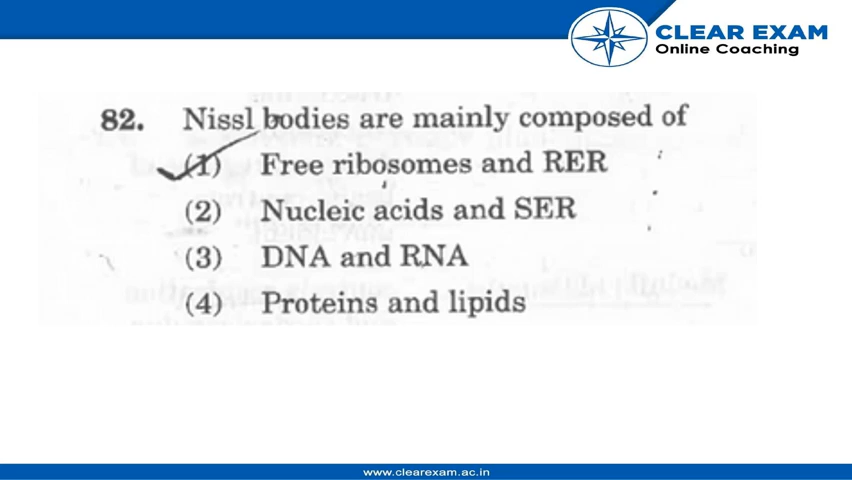 CLEAR EXAM
Online Coaching
82. Nissl bodies are mainly composed of
(1) Free ribosomes and RER
(2) Nucleic acids and SER
(3) DNA and RNA
(4) Proteins and lipids
www.clearexam.ac.in